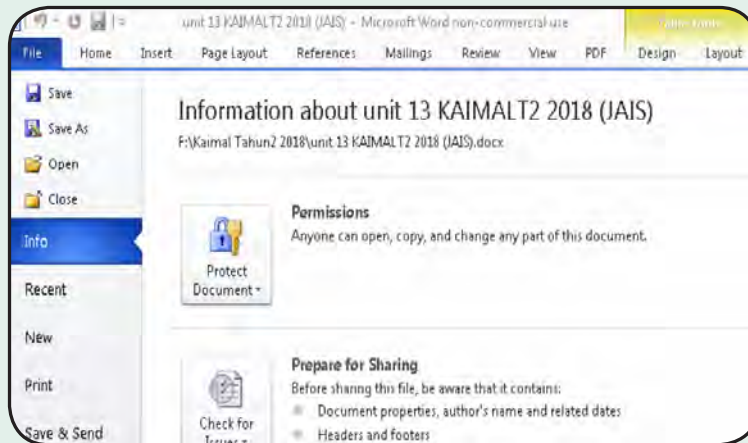 unit 13 KAIMALT2 2018 (JAIS) - Microsoft Word non-commercial use
File Home Insert Page Layout References Mailings Review View PDF Design Layout
Save
Save As
Open
Close
Info
Recent
New
Print
Save & Send
Information about unit 13 KAIMALT2 2018 (JAIS)
F:\Kaimal Tahun2 2018\unit 13 KAIMALT2 2018 (JAIS).docx
Protect
Document
Permissions
Anyone can open, copy, and change any part of this document.
Check for
Issues
Prepare for Sharing
Before sharing this file, be aware that it contains:
Document properties, author's name and related dates
Headers and footers